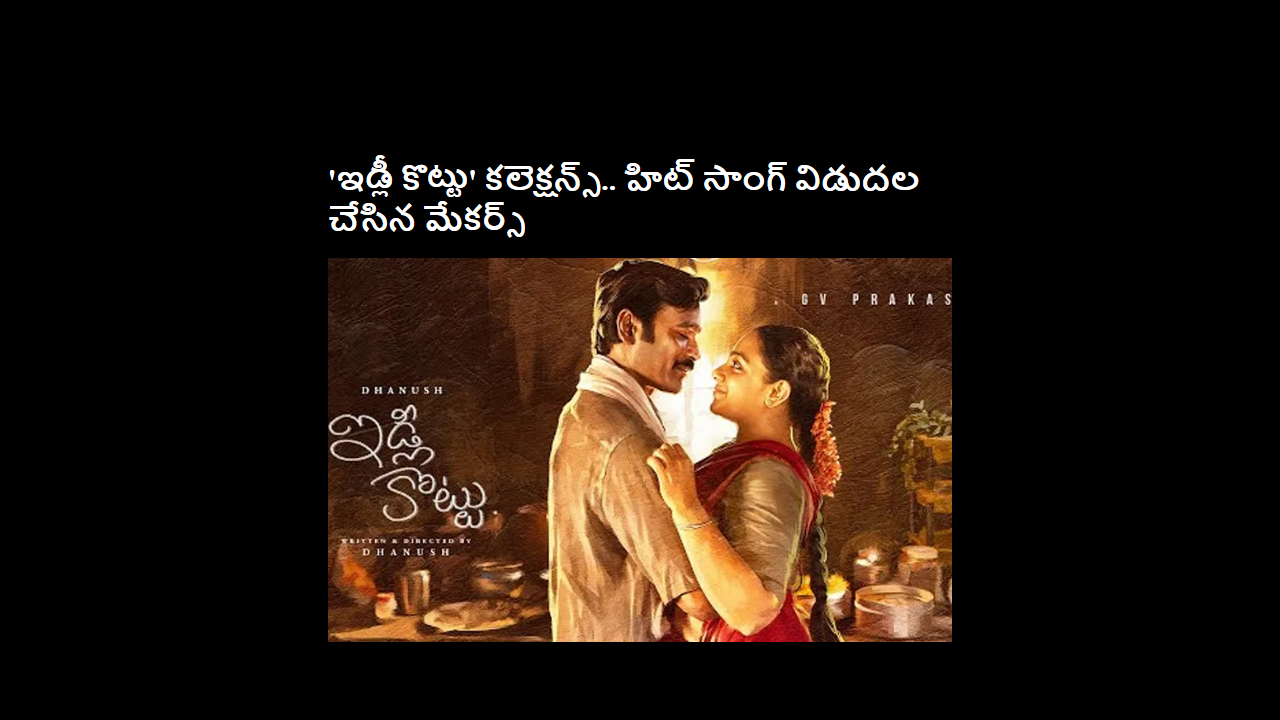 'ఇడ్లీ కొట్టు' కలెక్షన్స్.. హిట్ సాంగ్ విడుదల
చేసిన మేకర్స్
. GV PRAKAS
DHANUSH
ఇడ్లీ
కొట్టు
WRITTEN & DIRECTED BY
DHANUSH